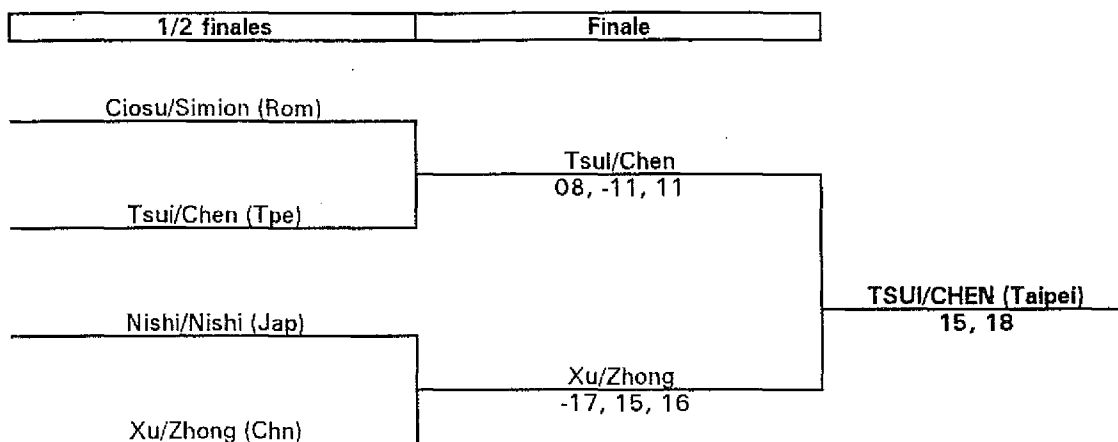 1/2 finales Finale
Ciosu/Simion (Rom)
Tsui/Chen
08, -11, 11
Tsui/Chen (Tpe)
TSUI/CHEN (Taipei)
15, 18
Nishi/Nishi (Jap)
Xu/Zhong
-17, 15, 16
Xu/Zhong (Chn)